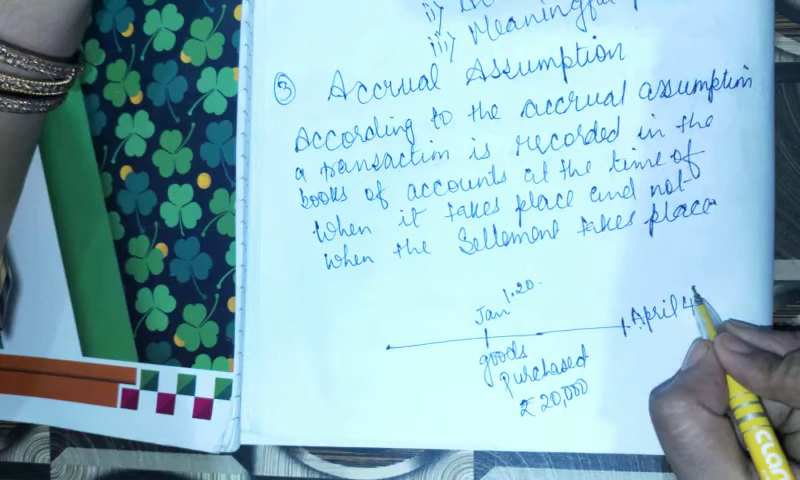 ii)
iii) Meaningful
③ Accrual Assumption
According to the accrual assumption
a transaction is recorded in the
books of accounts at the time of
when it takes place and not
when the Settlement takes place
Jan 1.20.
April 4
goods
purchased
₹ 20,000